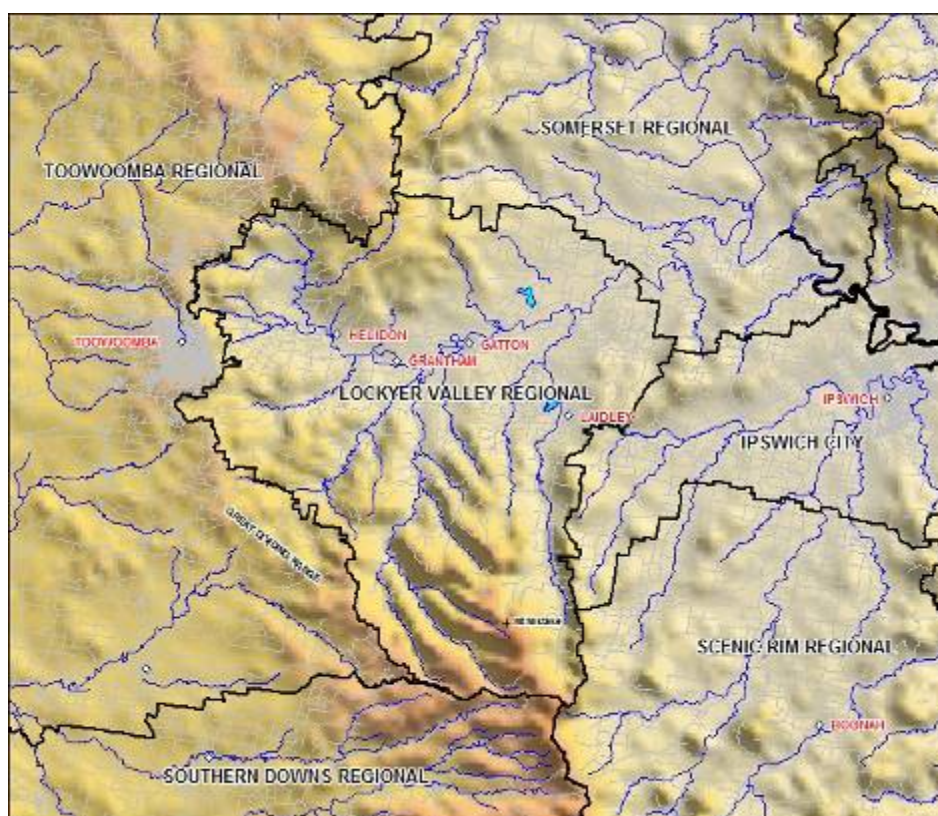 SOMERSET REGIONAL
TOOWOOMBA REGIONAL
HELIDON
TOOWOOMBA
GATTON
GRANTHAM
LOCKYER VALLEY REGIONAL
IPSWICH
LAIDLEY
IPSWICH CITY
GREAT DIVIDING RANGE
SCENIC RIM REGIONAL
BOONAH
SOUTHERN DOWNS REGIONAL